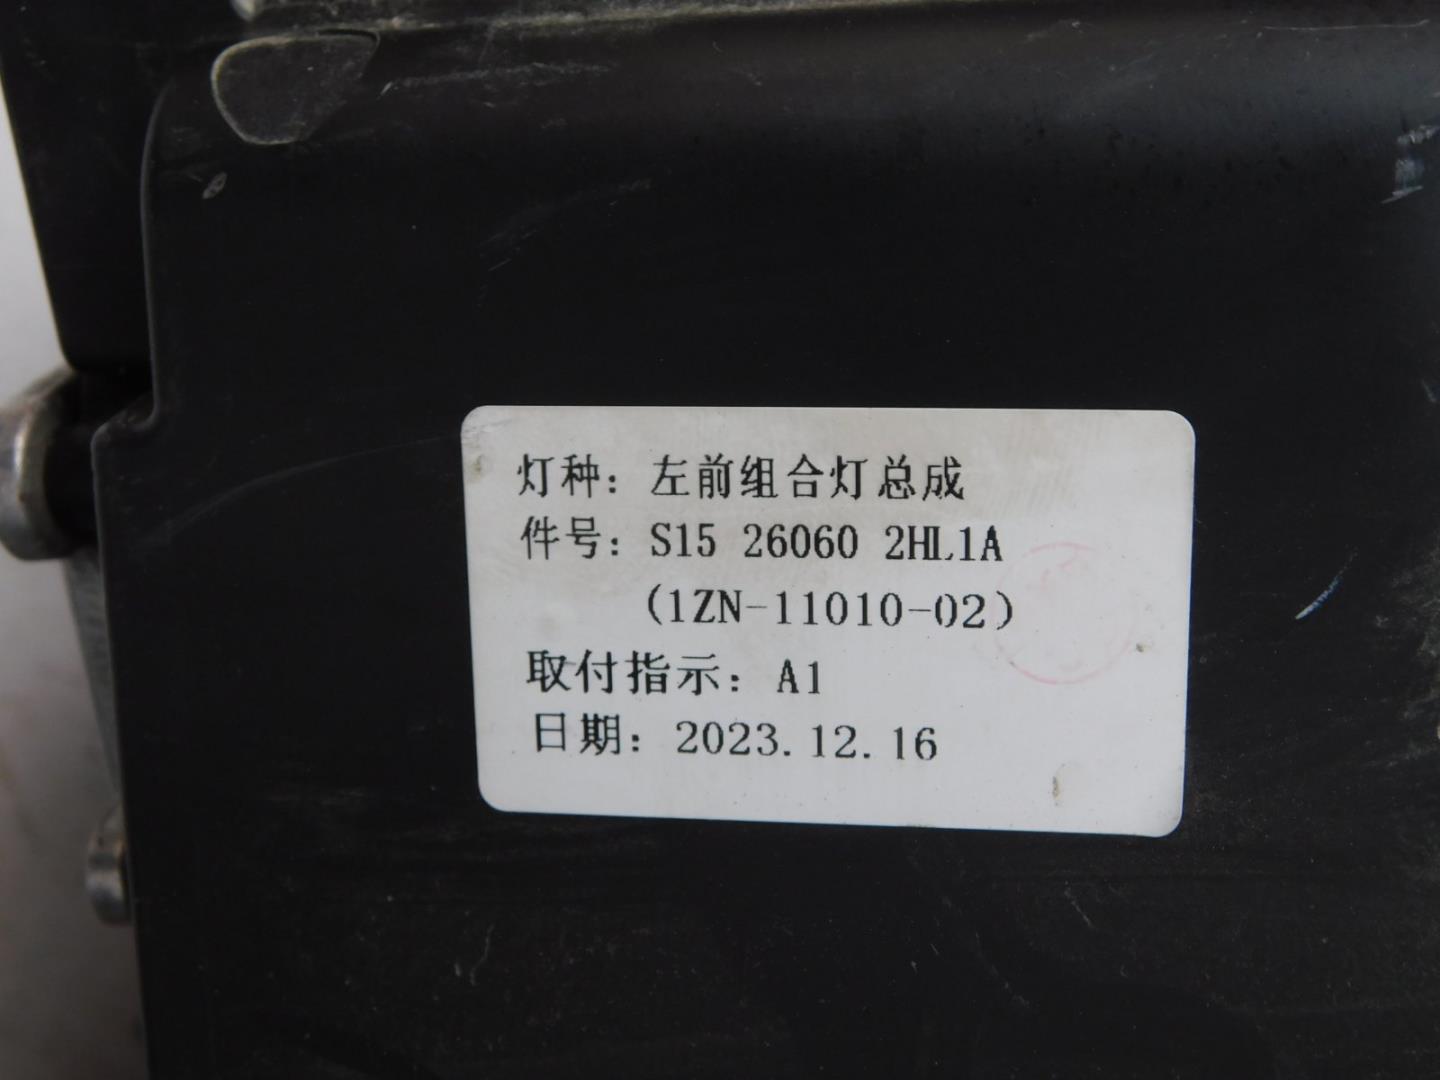 灯种：左前组合灯总成
件号：S15 26060 2HL1A
(1ZN-11010-02)
取付指示：A1
日期：2023.12.16